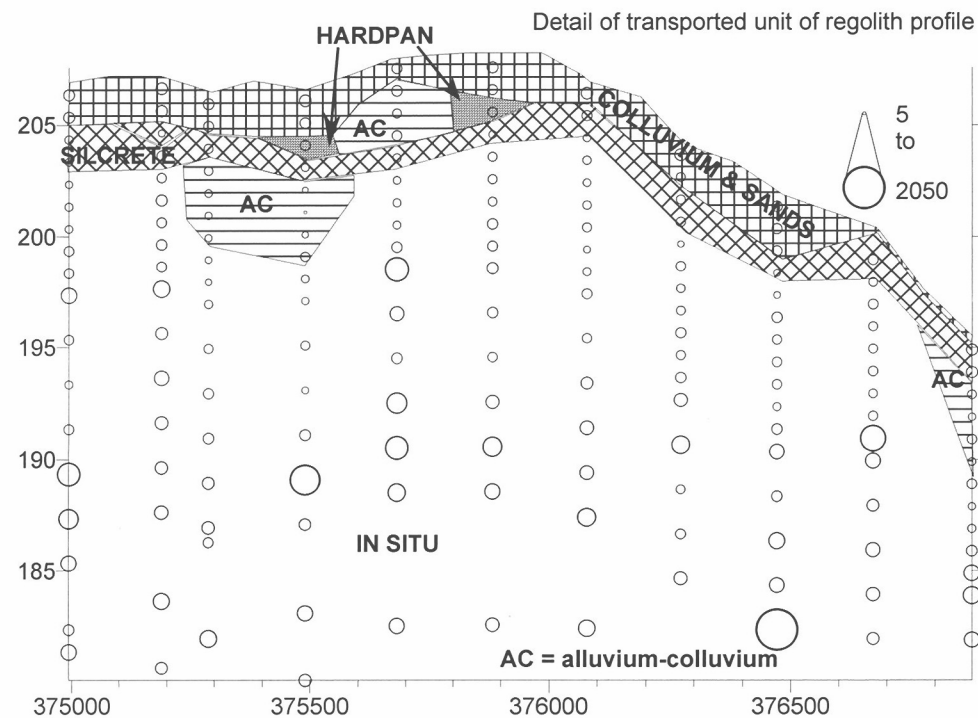 Detail of transported unit of regolith profile
HARDPAN
5
to
2050
COLLUVIUM & SANDS
AC
SILCRETE
AC
AC
IN SITU
AC = alluvium-colluvium
205
200
195
190
185
375000
375500
376000
376500